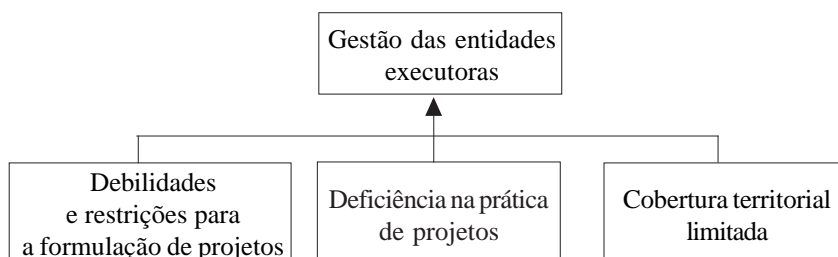 Gestão das entidades
executoras
Debilidades
e restrições para
a formulação de projetos
Deficiência na prática
de projetos
Cobertura territorial
limitada